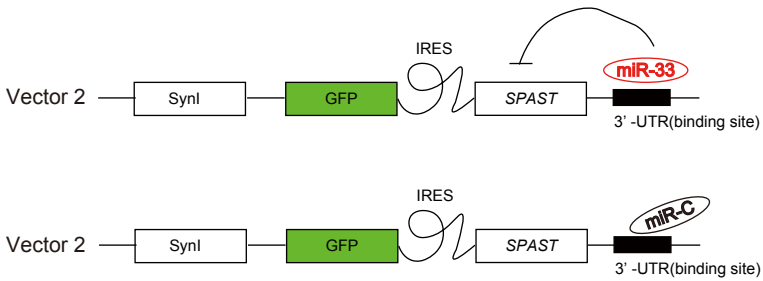 IRES
miR-33
Vector 2
SynI
GFP
SPAST
3' -UTR(binding site)
IRES
miR-C
Vector 2
SynI
GFP
SPAST
3' -UTR(binding site)